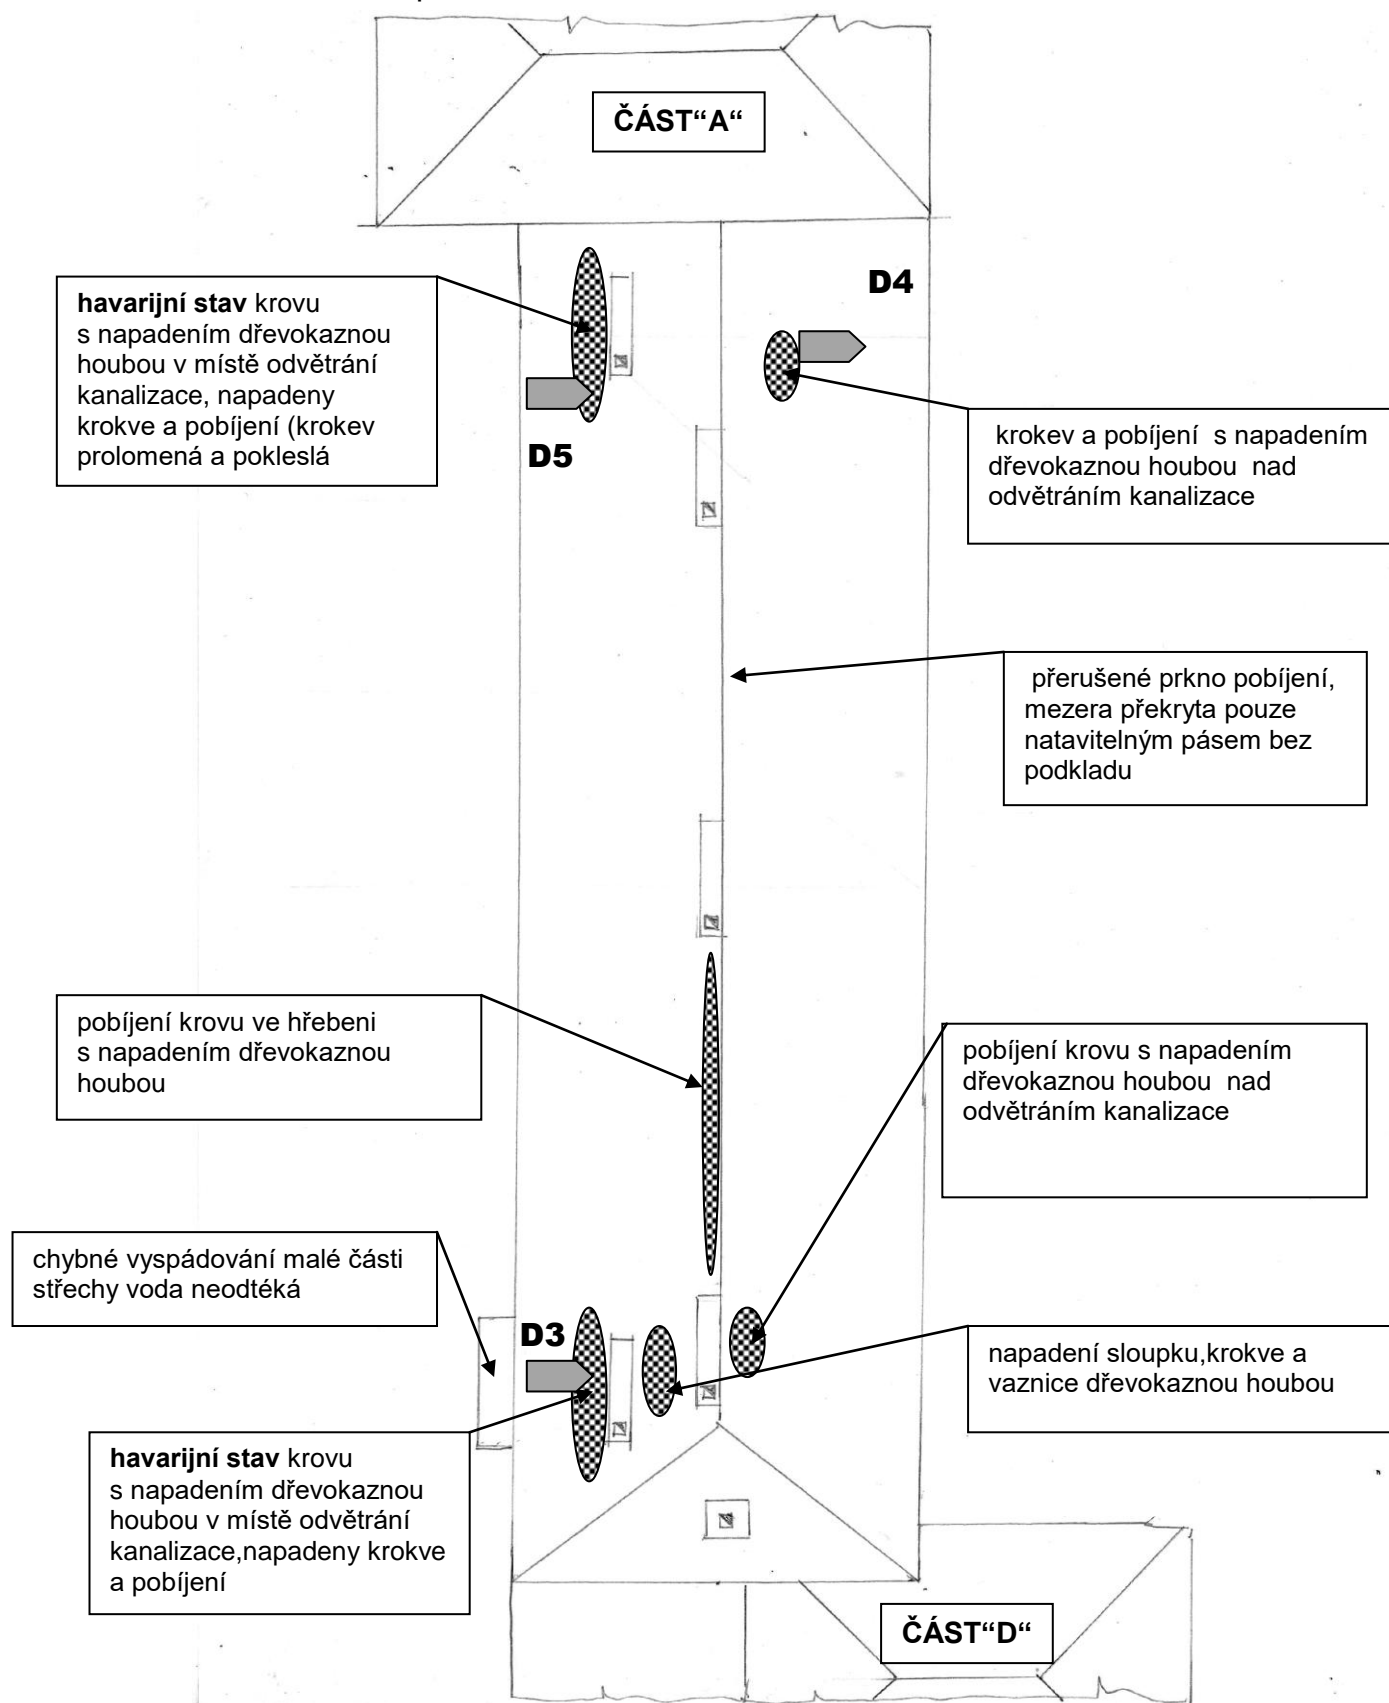 ČÁST“A“
D4
havarijní stav krovu
s napadením dřevokaznou
houbou v místě odvětrání
kanalizace, napadeny
krokve a pobíjení (krokev
prolomená a pokleslá
D5
krokev a pobíjení  s napadením
dřevokaznou houbou  nad
odvětráním kanalizace
přerušené prkno pobíjení,
mezera překryta pouze
natavitelným pásem bez
podkladu
pobíjení krovu ve hřebeni
s napadením dřevokaznou
houbou
pobíjení krovu s napadením
dřevokaznou houbou  nad
odvětráním kanalizace
chybné vyspádování malé části
střechy voda neodtéká
D3
napadení sloupku,krokve a
vaznice dřevokaznou houbou
havarijní stav krovu
s napadením dřevokaznou
houbou v místě odvětrání
kanalizace,napadeny krokve
a pobíjení
ČÁST“D“